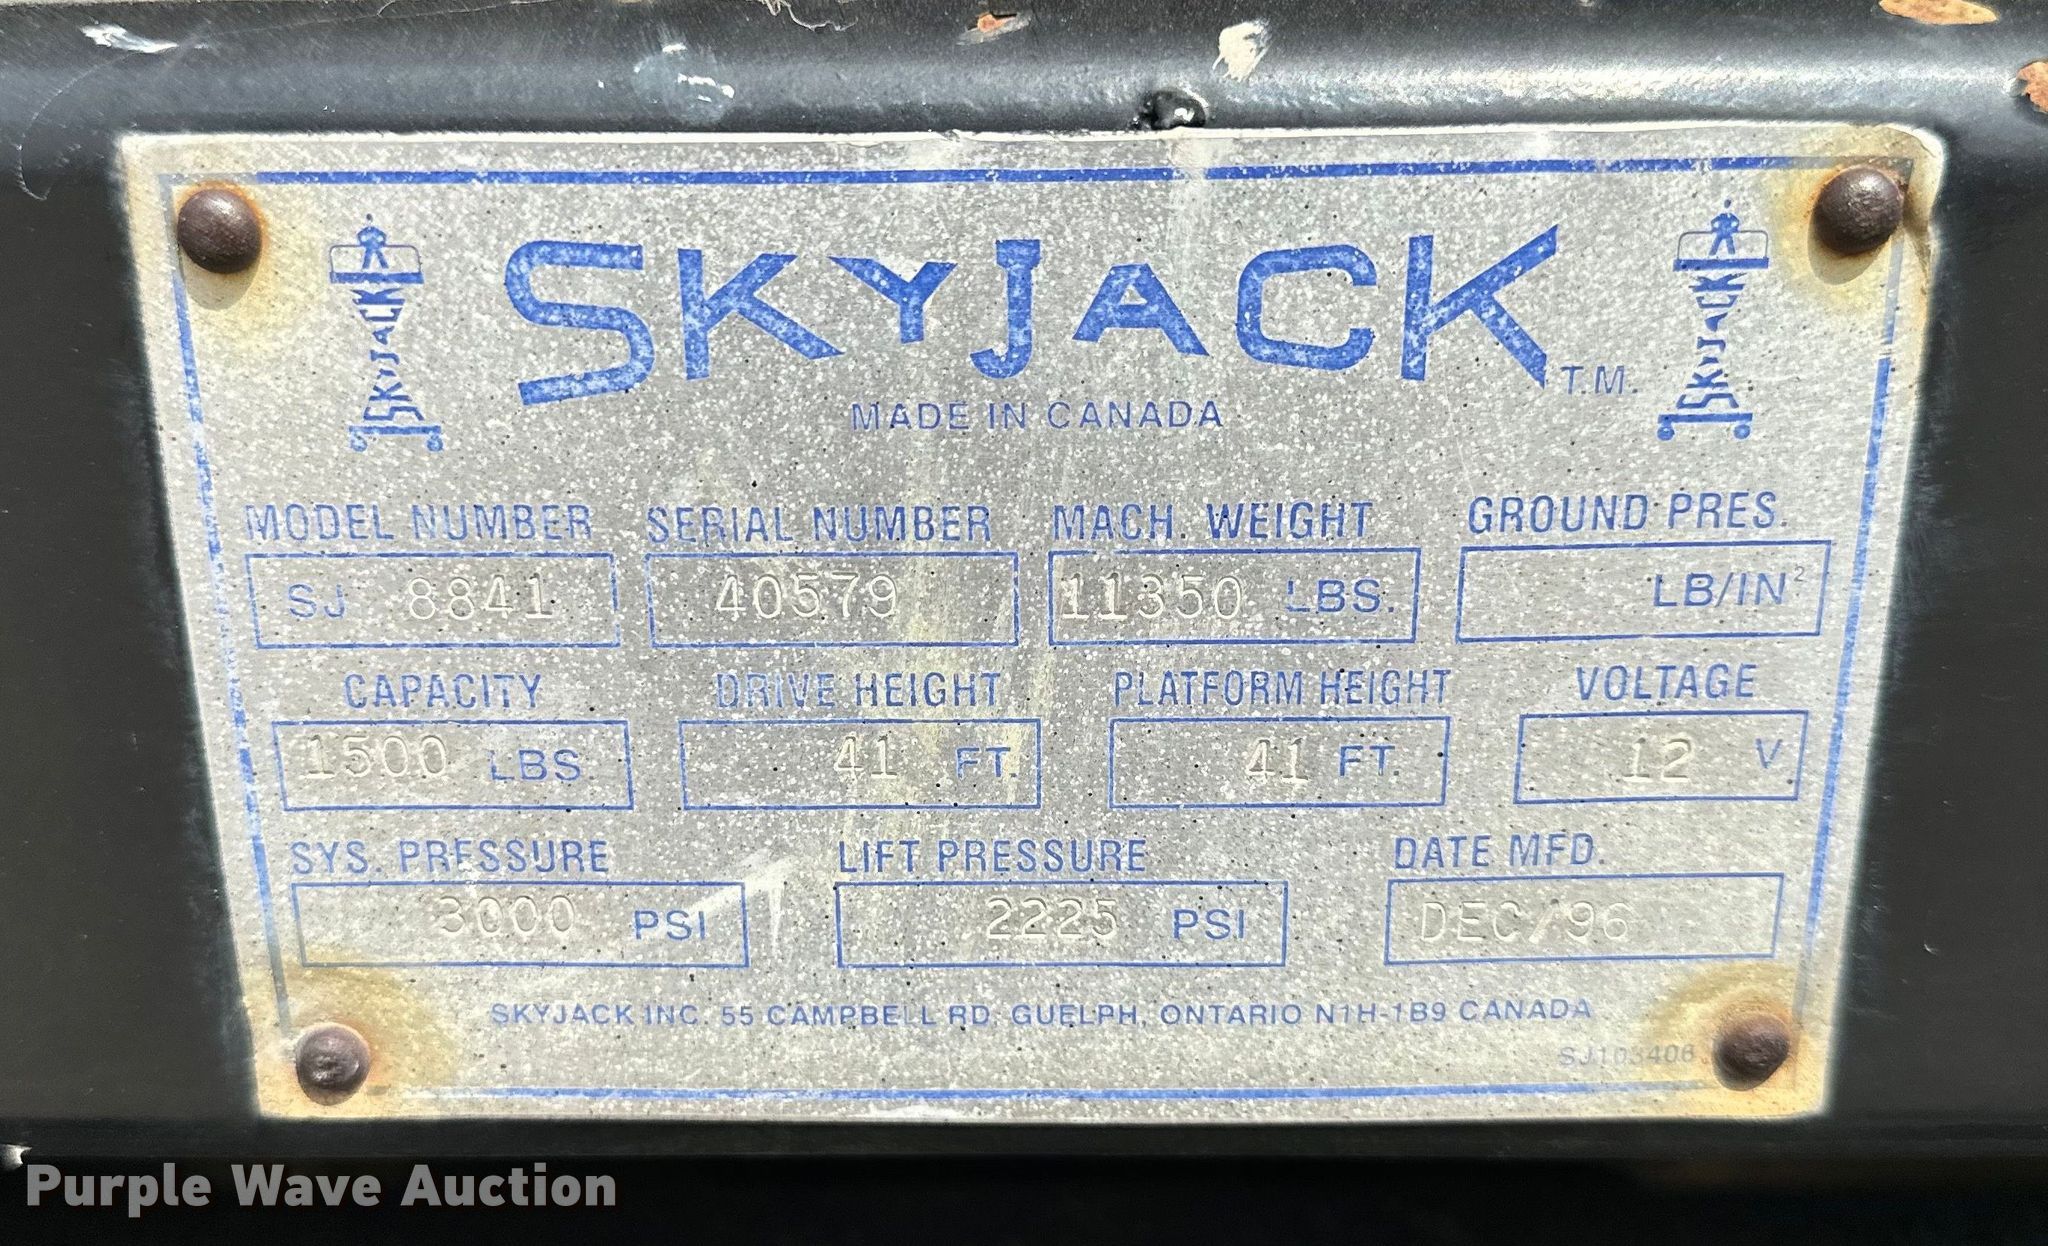 SKYJACK T.M.
SKYJACK
SKYJACK
MADE IN CANADA
MODEL NUMBER SERIAL NUMBER MACH. WEIGHT GROUND PRES.
SJ 8841 40579 11350 LBS. LB/IN²
CAPACITY DRIVE HEIGHT PLATFORM HEIGHT VOLTAGE
1500 LBS. 41 FT. 41 FT. 12 V
SYS. PRESSURE LIFT PRESSURE DATE MFD.
3000 PSI 2225 PSI DEC/96
SKYJACK INC. 55 CAMPBELL RD. GUELPH, ONTARIO N1H-1B9 CANADA
SJ103406
Purple Wave Auction